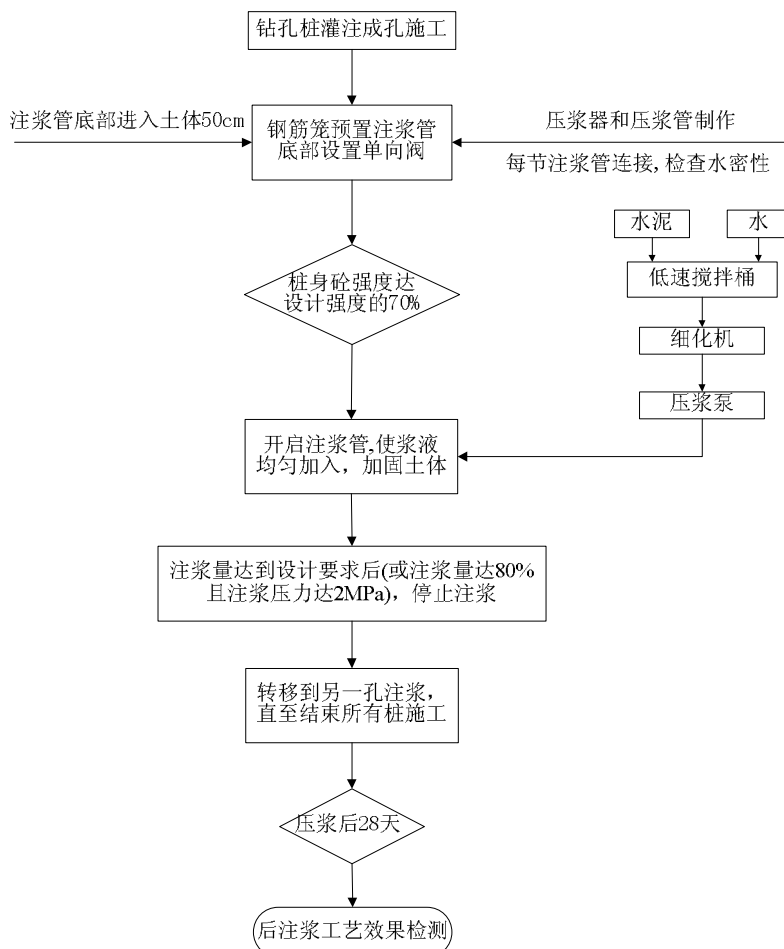 钻孔桩灌注成孔施工
注浆管底部进入土体50cm
钢筋笼预置注浆管
底部设置单向阀
压浆器和压浆管制作
每节注浆管连接,检查水密性
水泥
水
低速搅拌桶
细化机
压浆泵
桩身砼强度达
设计强度的70%
开启注浆管,使浆液
均匀加入，加固土体
注浆量达到设计要求后(或注浆量达80%
且注浆压力达2MPa)，停止注浆
转移到另一孔注浆，
直至结束所有桩施工
压浆后28天
后注浆工艺效果检测